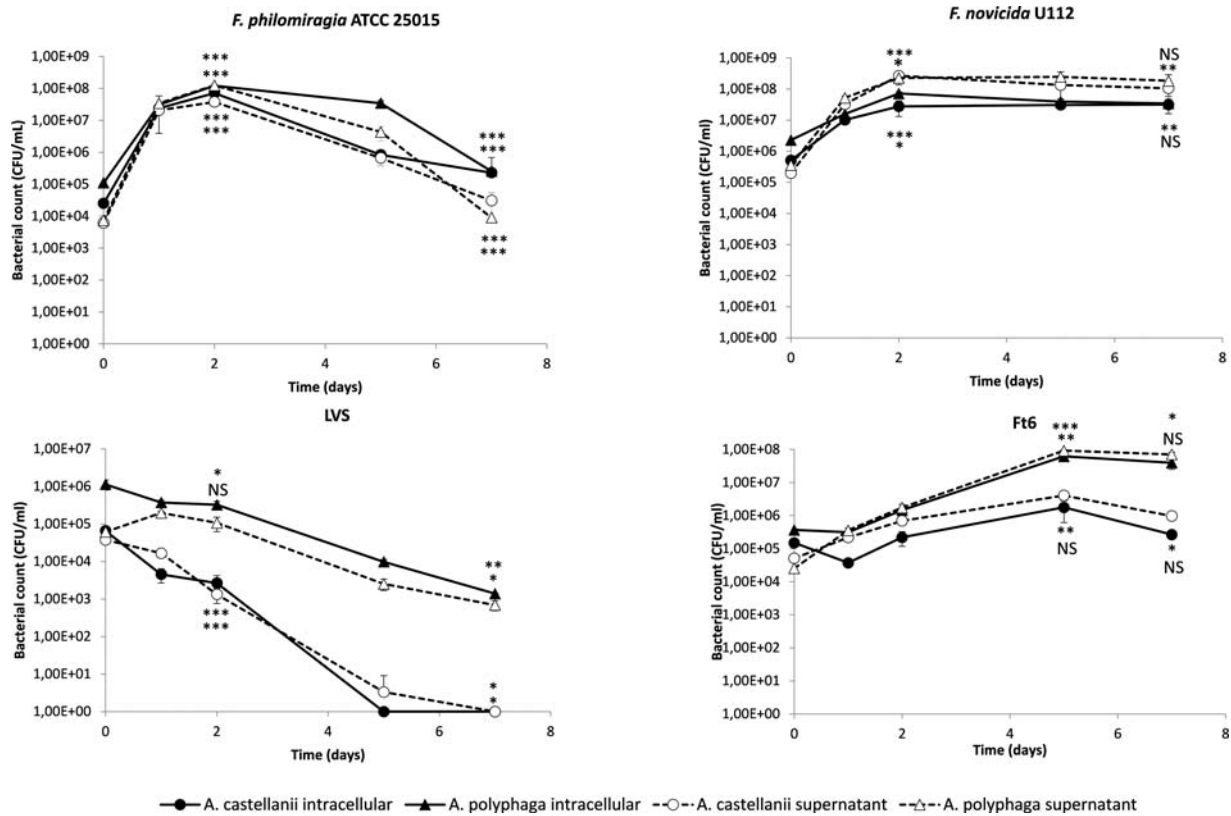 F. philomiragia ATCC 25015
Bacterial count (CFU/mL)
1,00E+09
1,00E+08
1,00E+07
1,00E+06
1,00E+05
1,00E+04
1,00E+03
1,00E+02
1,00E+01
1,00E+00
***
***
***
***
***
***
***
***
0 2 4 6 8
Time (days)
F. novicida U112
Bacterial count (CFU/ml)
1,00E+09
1,00E+08
1,00E+07
1,00E+06
1,00E+05
1,00E+04
1,00E+03
1,00E+02
1,00E+01
1,00E+00
***
*
***
*
NS
**
**
NS
0 2 4 6 8
Time (days)
LVS
Bacterial count (CFU/ml)
1,00E+07
1,00E+06
1,00E+05
1,00E+04
1,00E+03
1,00E+02
1,00E+01
1,00E+00
*
NS
***
***
**
*
*
*
0 2 4 6 8
Time (days)
Ft6
Bacterial count (CFU/ml)
1,00E+08
1,00E+07
1,00E+06
1,00E+05
1,00E+04
1,00E+03
1,00E+02
1,00E+01
1,00E+00
***
**
**
NS
*
NS
*
NS
0 2 4 6 8
Time (days)
A. castellanii intracellular A. polyphaga intracellular A. castellanii supernatant A. polyphaga supernatant